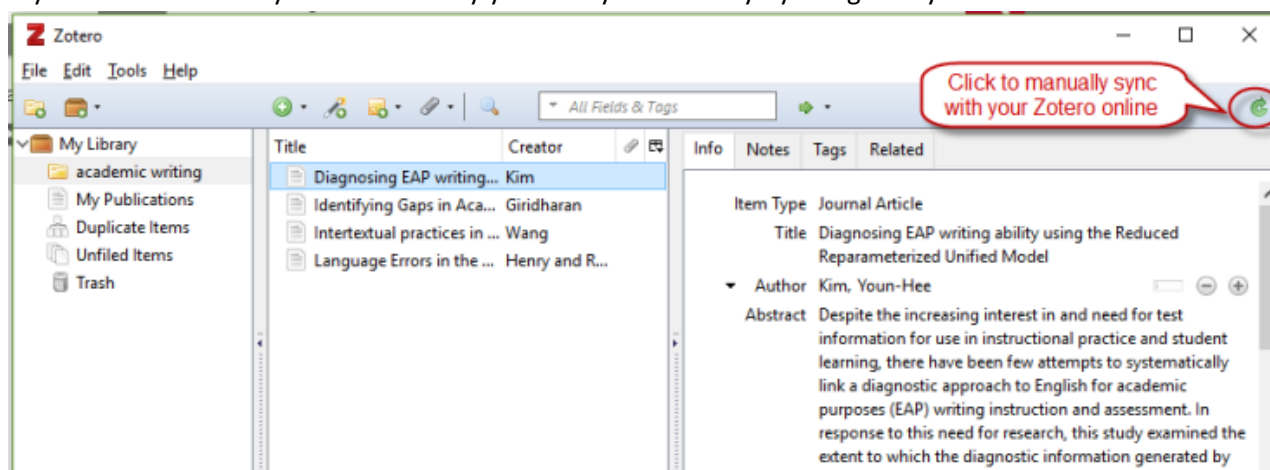 Zotero
File Edit Tools Help
Click to manually sync
with your Zotero online
All Fields & Tags
My Library
academic writing
My Publications
Duplicate Items
Unfiled Items
Trash
Title Creator
Diagnosing EAP writing... Kim
Identifying Gaps in Aca... Giridharan
Intertextual practices in ... Wang
Language Errors in the ... Henry and R...
Info Notes Tags Related
Item Type Journal Article
Title Diagnosing EAP writing ability using the Reduced
Reparameterized Unified Model
Author Kim, Youn-Hee
Abstract Despite the increasing interest in and need for test
information for use in instructional practice and student
learning, there have been few attempts to systematically
link a diagnostic approach to English for academic
purposes (EAP) writing instruction and assessment. In
response to this need for research, this study examined the
extent to which the diagnostic information generated by